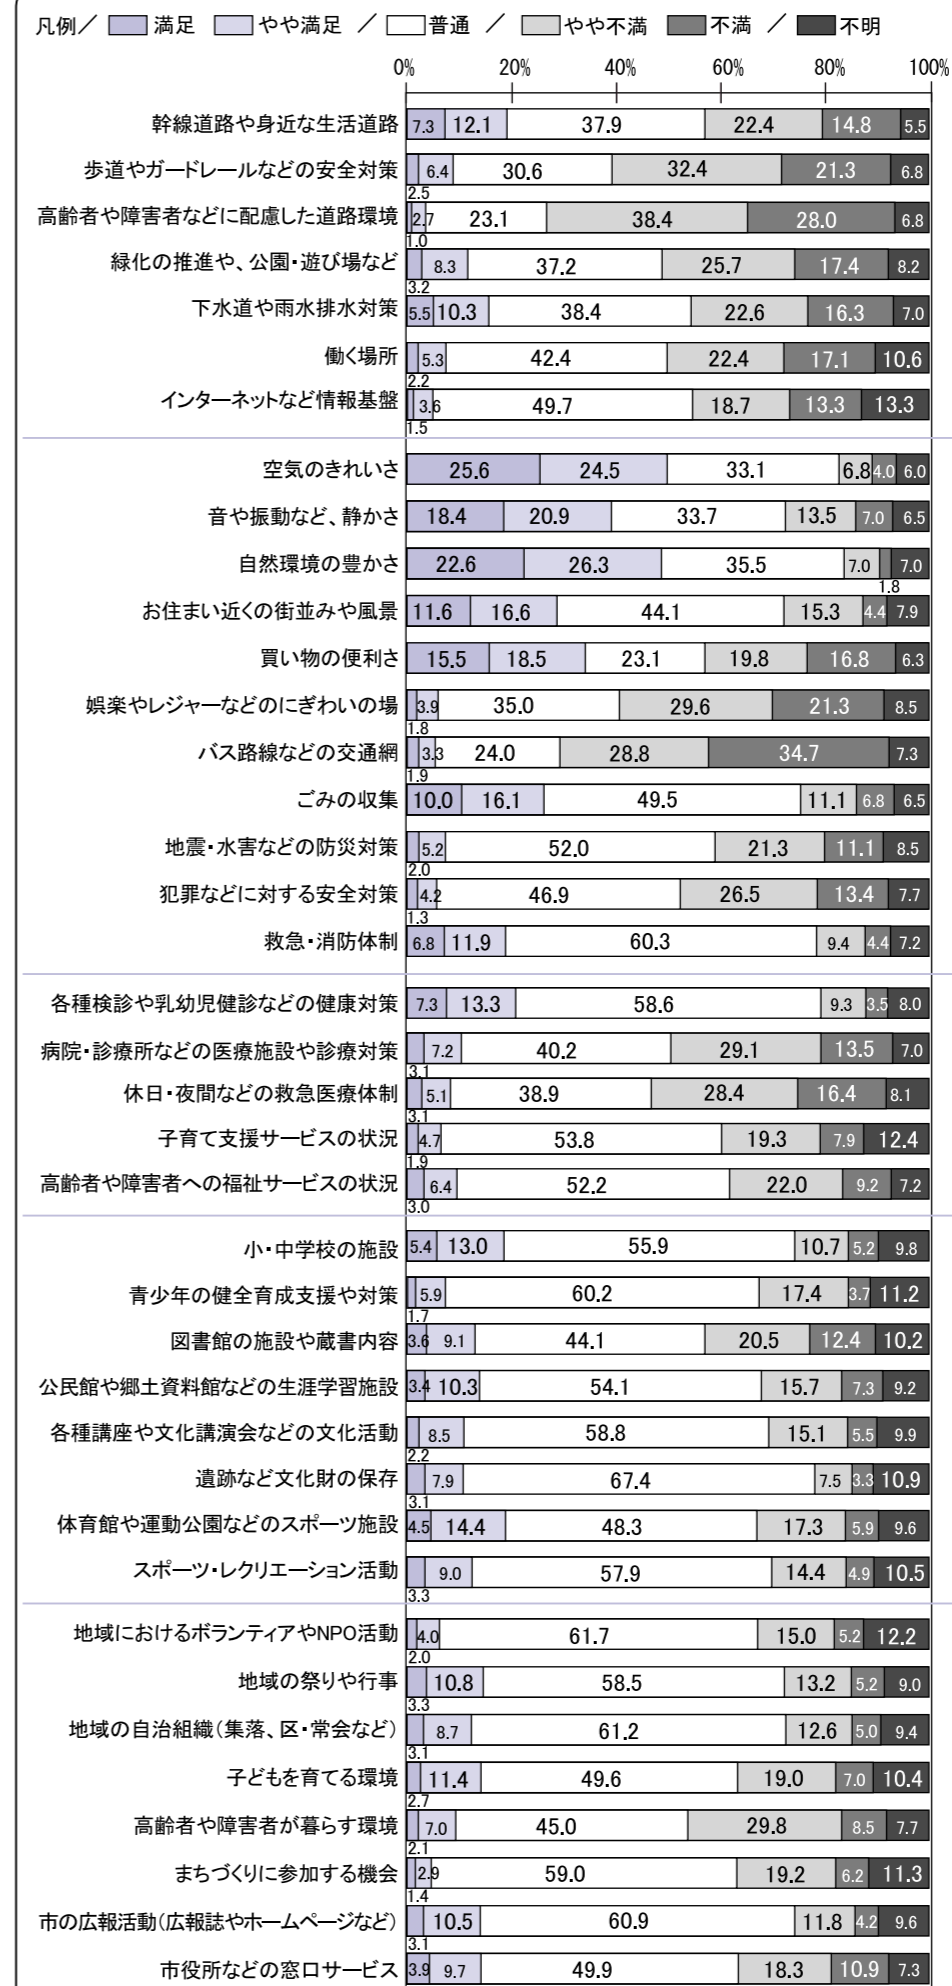 凡例／ 満足 やや満足 ／ 普通 ／ やや不満 不満 ／ 不明
0% 20% 40% 60% 80% 100%
幹線道路や身近な生活道路 7.3 12.1 37.9 22.4 14.8 5.5
歩道やガードレールなどの安全対策 6.4 30.6 32.4 21.3 6.8
2.5
高齢者や障害者などに配慮した道路環境 2.7 23.1 38.4 28.0 6.8
1.0
緑化の推進や、公園・遊び場など 8.3 37.2 25.7 17.4 8.2
3.2
下水道や雨水排水対策 5.5 10.3 38.4 22.6 16.3 7.0
働く場所 5.3 42.4 22.4 17.1 10.6
2.2
インターネットなど情報基盤 3.6 49.7 18.7 13.3 13.3
1.5
空気のきれいさ 25.6 24.5 33.1 6.8 4.0 6.0
音や振動など、静かさ 18.4 20.9 33.7 13.5 7.0 6.5
自然環境の豊かさ 22.6 26.3 35.5 7.0 7.0
1.8
お住まい近くの街並みや風景 11.6 16.6 44.1 15.3 4.4 7.9
買い物の便利さ 15.5 18.5 23.1 19.8 16.8 6.3
娯楽やレジャーなどのにぎわいの場 3.9 35.0 29.6 21.3 8.5
1.8
バス路線などの交通網 3.3 24.0 28.8 34.7 7.3
1.9
ごみの収集 10.0 16.1 49.5 11.1 6.8 6.5
地震・水害などの防災対策 5.2 52.0 21.3 11.1 8.5
2.0
犯罪などに対する安全対策 4.2 46.9 26.5 13.4 7.7
1.3
救急・消防体制 6.8 11.9 60.3 9.4 4.4 7.2
各種検診や乳幼児健診などの健康対策 7.3 13.3 58.6 9.3 3.5 8.0
病院・診療所などの医療施設や診療対策 7.2 40.2 29.1 13.5 7.0
3.1
休日・夜間などの救急医療体制 5.1 38.9 28.4 16.4 8.1
3.1
子育て支援サービスの状況 4.7 53.8 19.3 7.9 12.4
1.9
高齢者や障害者への福祉サービスの状況 6.4 52.2 22.0 9.2 7.2
3.0
小・中学校の施設 5.4 13.0 55.9 10.7 5.2 9.8
青少年の健全育成支援や対策 5.9 60.2 17.4 3.7 11.2
1.7
図書館の施設や蔵書内容 3.6 9.1 44.1 20.5 12.4 10.2
公民館や郷土資料館などの生涯学習施設 3.4 10.3 54.1 15.7 7.3 9.2
各種講座や文化講演会などの文化活動 8.5 58.8 15.1 5.5 9.9
2.2
遺跡など文化財の保存 7.9 67.4 7.5 3.3 10.9
3.1
体育館や運動公園などのスポーツ施設 4.5 14.4 48.3 17.3 5.9 9.6
スポーツ・レクリエーション活動 9.0 57.9 14.4 4.9 10.5
3.3
地域におけるボランティアやNPO活動 4.0 61.7 15.0 5.2 12.2
2.0
地域の祭りや行事 10.8 58.5 13.2 5.2 9.0
3.3
地域の自治組織（集落、区・常会など） 8.7 61.2 12.6 5.0 9.4
3.1
子どもを育てる環境 11.4 49.6 19.0 7.0 10.4
2.7
高齢者や障害者が暮らす環境 7.0 45.0 29.8 8.5 7.7
2.1
まちづくりに参加する機会 2.9 59.0 19.2 6.2 11.3
1.4
市の広報活動（広報誌やホームページなど） 10.5 60.9 11.8 4.2 9.6
3.1
市役所などの窓口サービス 3.9 9.7 49.9 18.3 10.9 7.3